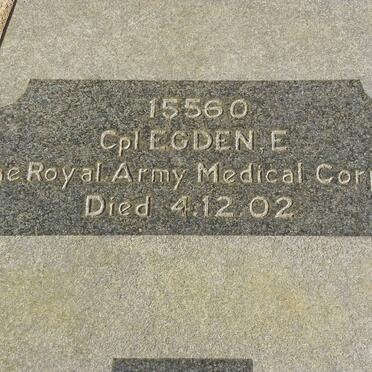 15560
Cpl EGDEN, E
he Royal Army Medical Corp
Died 4.12.02